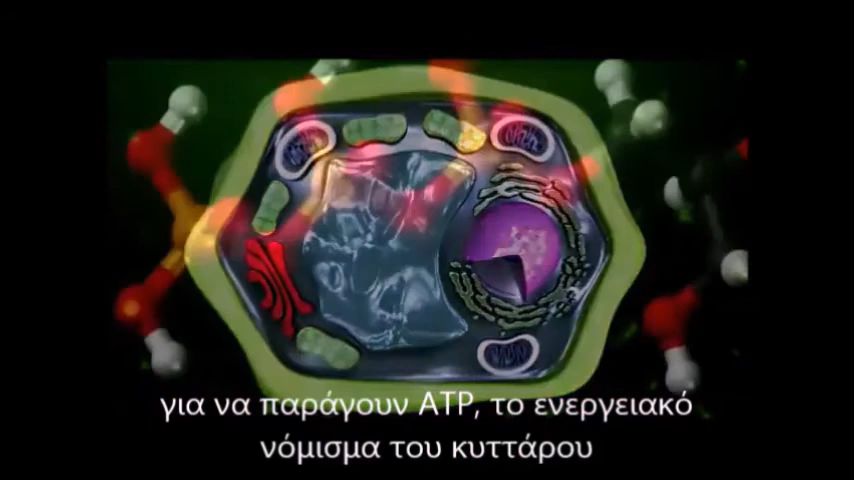 για να παράγουν ATP, το ενεργειακό
νόμισμα του κυττάρου